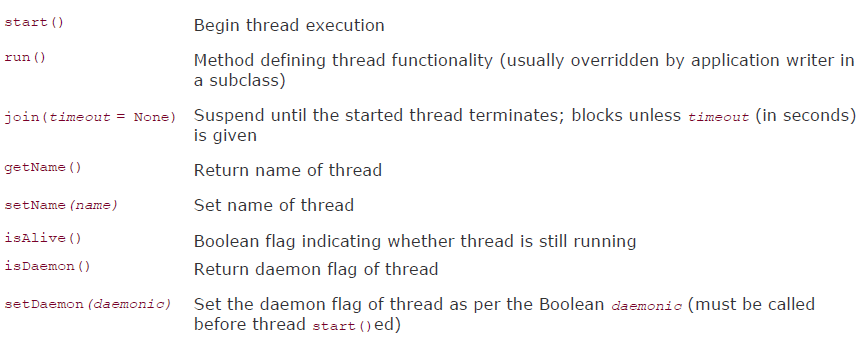 start() Begin thread execution
run() Method defining thread functionality (usually overridden by application writer in
a subclass)
join(timeout = None) Suspend until the started thread terminates; blocks unless timeout (in seconds)
is given
getName() Return name of thread
setName(name) Set name of thread
isAlive() Boolean flag indicating whether thread is still running
isDaemon() Return daemon flag of thread
setDaemon(daemonic) Set the daemon flag of thread as per the Boolean daemonic (must be called
before thread start()ed)